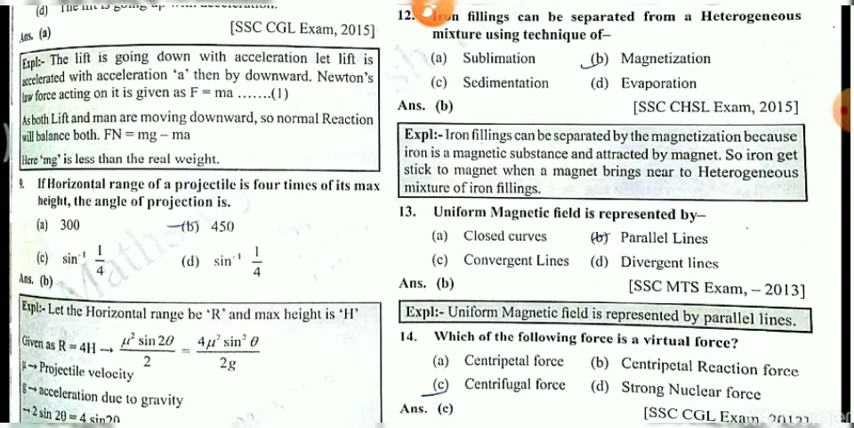 (d) The lift is going up with acceleration.
Ans. (a) [SSC CGL Exam, 2015]
Expl:- The lift is going down with acceleration let lift is
accelerated with acceleration ‘a’ then by downward. Newton's
law force acting on it is given as F = ma .......(1)
As both Lift and man are moving downward, so normal Reaction
will balance both. FN = mg – ma
Here ‘mg’ is less than the real weight.
9. If Horizontal range of a projectile is four times of its max
height, the angle of projection is.
(a) 300 (b) 450
(c) sin⁻¹ 1/4 (d) sin⁻¹ 1/4
Ans. (b)
Expl:- Let the Horizontal range be ‘R’ and max height is ‘H’
Given as R = 4H → μ² sin 2θ / 2 = 4μ² sin² θ / 2g
μ → Projectile velocity
g → acceleration due to gravity
→ 2 sin 2θ = 4 sin2θ
12. Iron fillings can be separated from a Heterogeneous
mixture using technique of–
(a) Sublimation (b) Magnetization
(c) Sedimentation (d) Evaporation
Ans. (b) [SSC CHSL Exam, 2015]
Expl:- Iron fillings can be separated by the magnetization because
iron is a magnetic substance and attracted by magnet. So iron get
stick to magnet when a magnet brings near to Heterogeneous
mixture of iron fillings.
13. Uniform Magnetic field is represented by–
(a) Closed curves (b) Parallel Lines
(c) Convergent Lines (d) Divergent lines
Ans. (b) [SSC MTS Exam, – 2013]
Expl:- Uniform Magnetic field is represented by parallel lines.
14. Which of the following force is a virtual force?
(a) Centripetal force (b) Centripetal Reaction force
(c) Centrifugal force (d) Strong Nuclear force
Ans. (c) [SSC CGL Exam